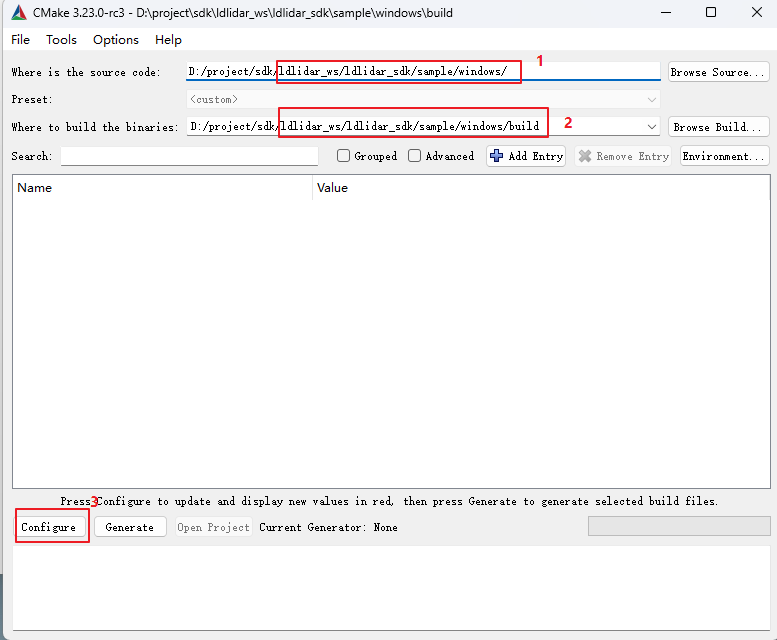 CMake 3.23.0-rc3 - D:\project\sdk\ldlidar_ws\ldlidar_sdk\sample\windows\build
File Tools Options Help
1
Where is the source code: D:/project/sdk/ldlidar_ws/ldlidar_sdk/sample/windows/ Browse Source...
Preset: <custom>
Where to build the binaries: D:/project/sdk/ldlidar_ws/ldlidar_sdk/sample/windows/build 2 Browse Build...
Search: Grouped Advanced Add Entry Remove Entry Environment...
Name Value
Press Configure to update and display new values in red, then press Generate to generate selected build files.
3
Configure Generate Open Project Current Generator: None